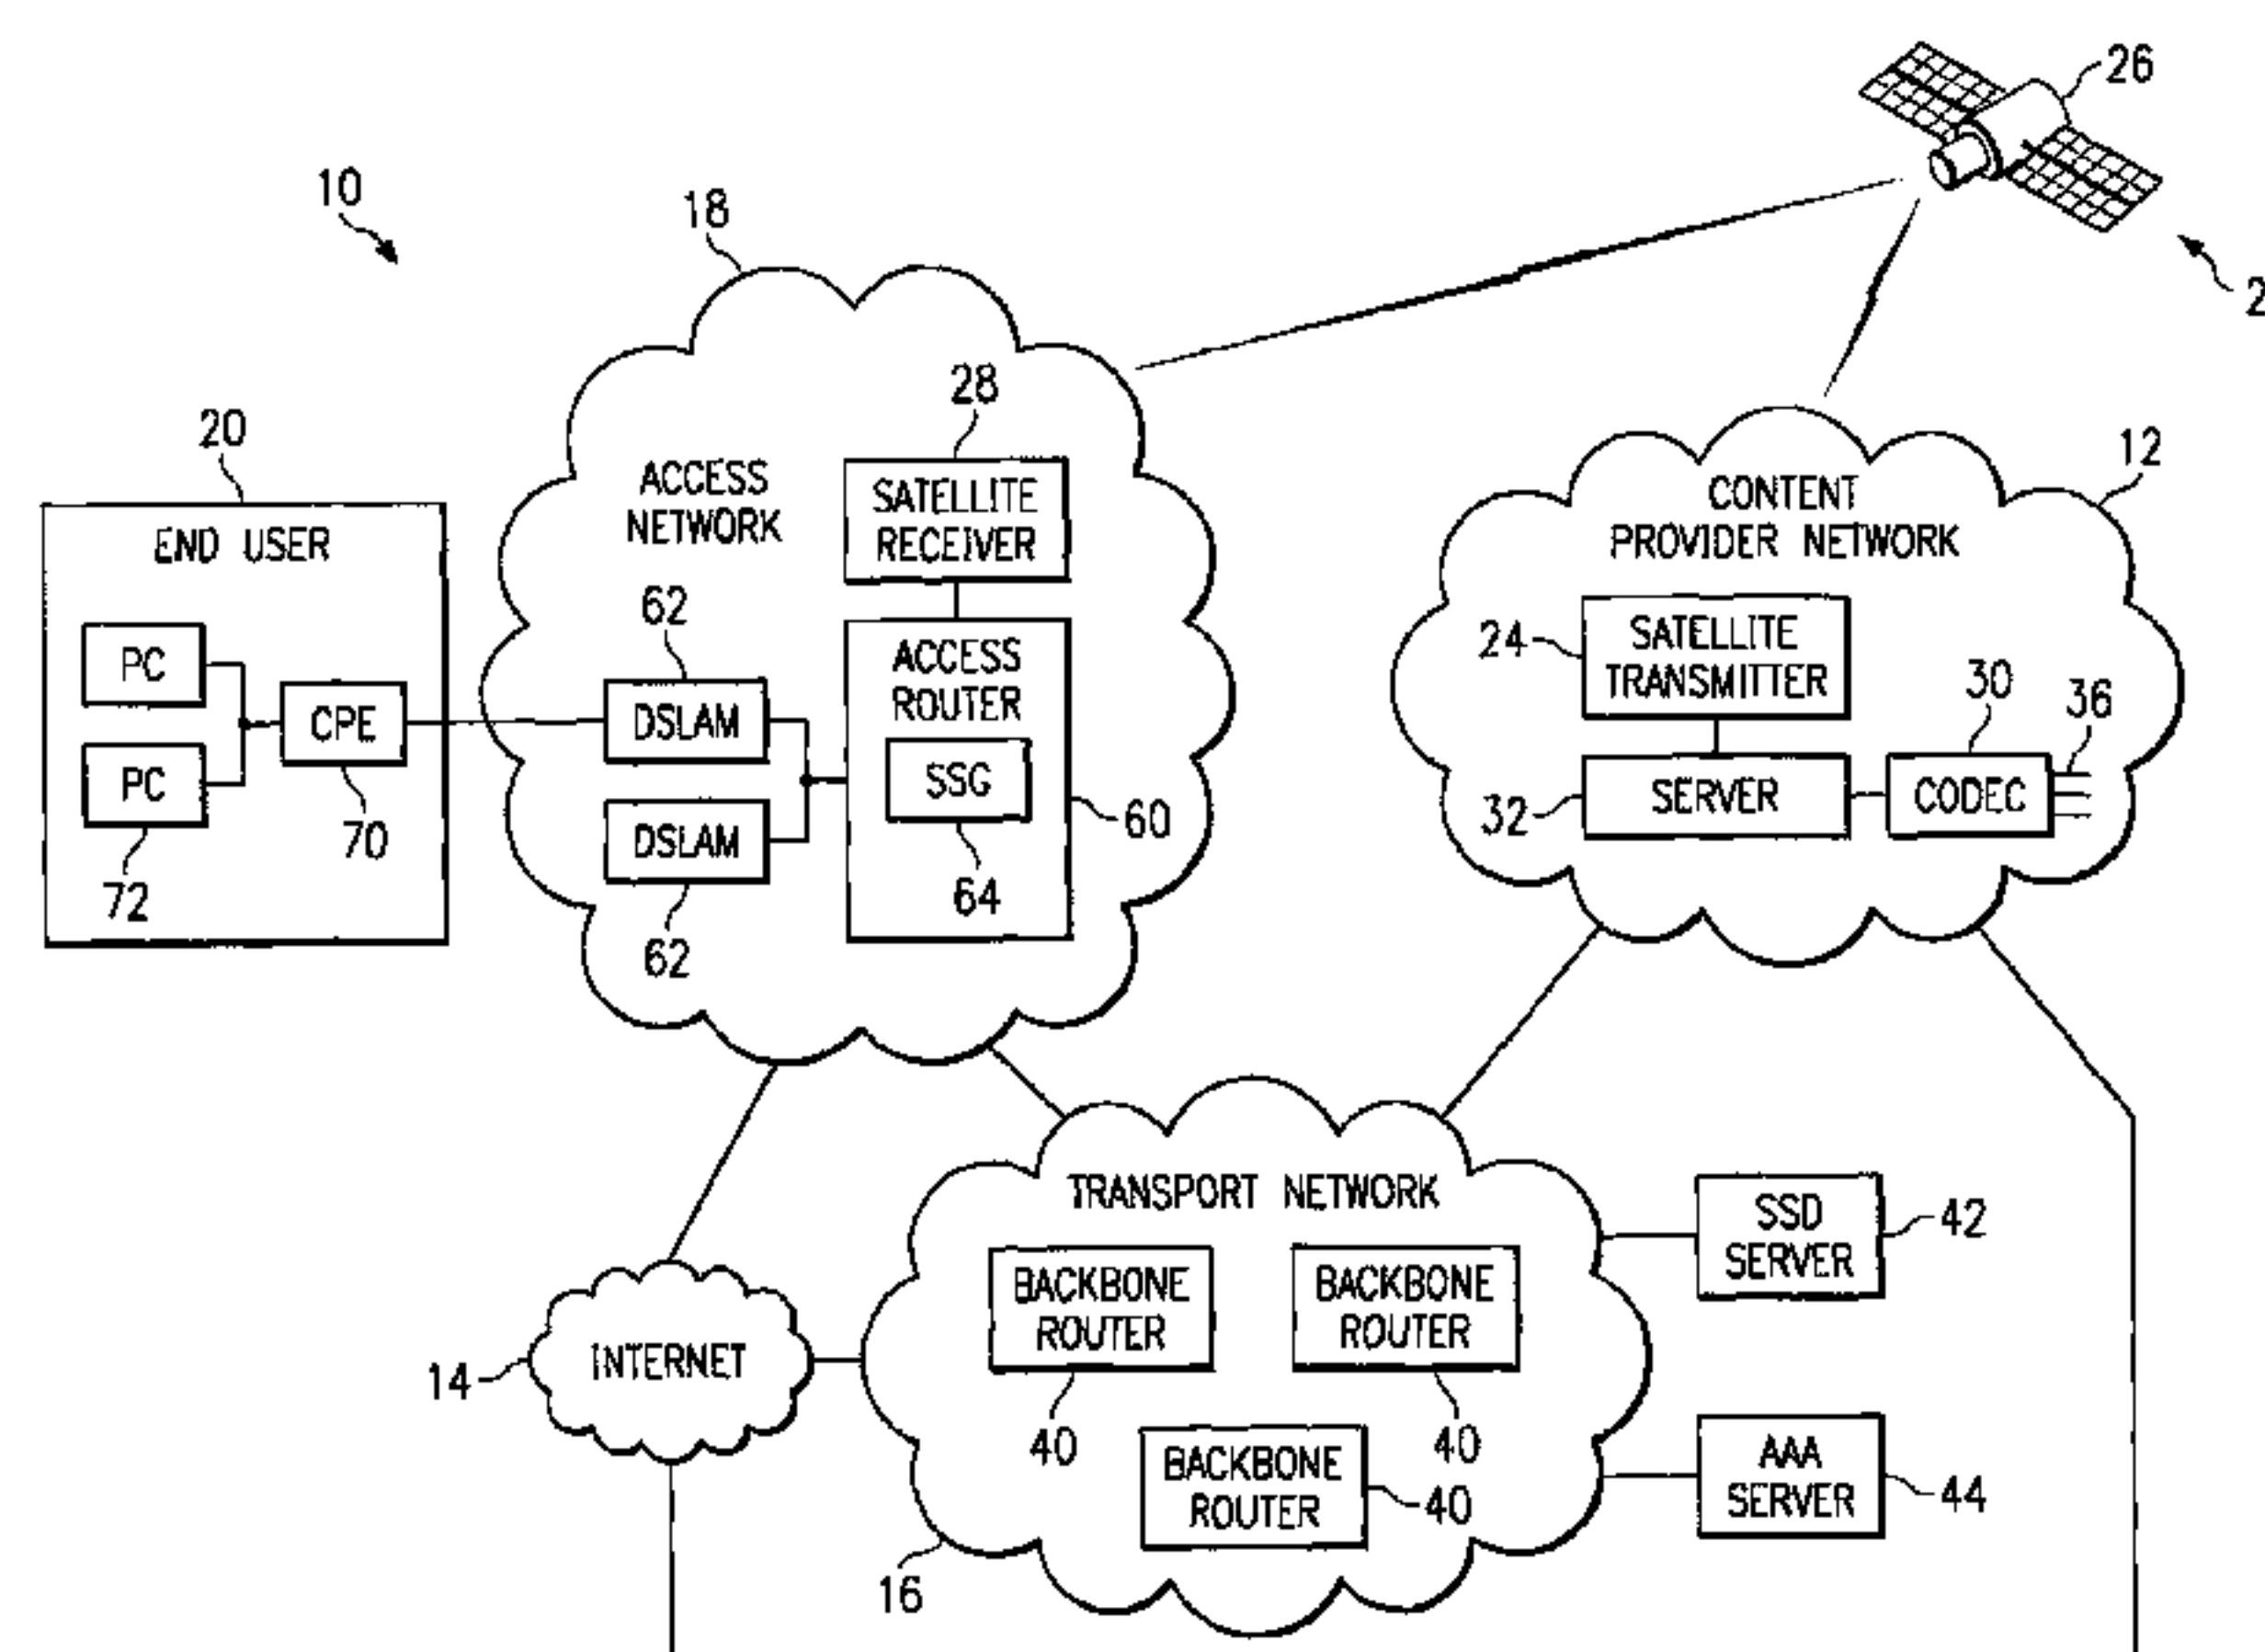 26
10
18
2
28
20
12
ACCESS
NETWORK
SATELLITE
RECEIVER
CONTENT
PROVIDER NETWORK
END USER
62
24
SATELLITE
TRANSMITTER
PC
ACCESS
ROUTER
30
36
CPE
DSLAM
PC
SSG
60
32
SERVER
CODEC
70
DSLAM
72
64
62
TRANSPORT NETWORK
SSD
SERVER
42
BACKBONE
ROUTER
BACKBONE
ROUTER
14
INTERNET
40
40
BACKBONE
ROUTER
40
AAA
SERVER
44
16